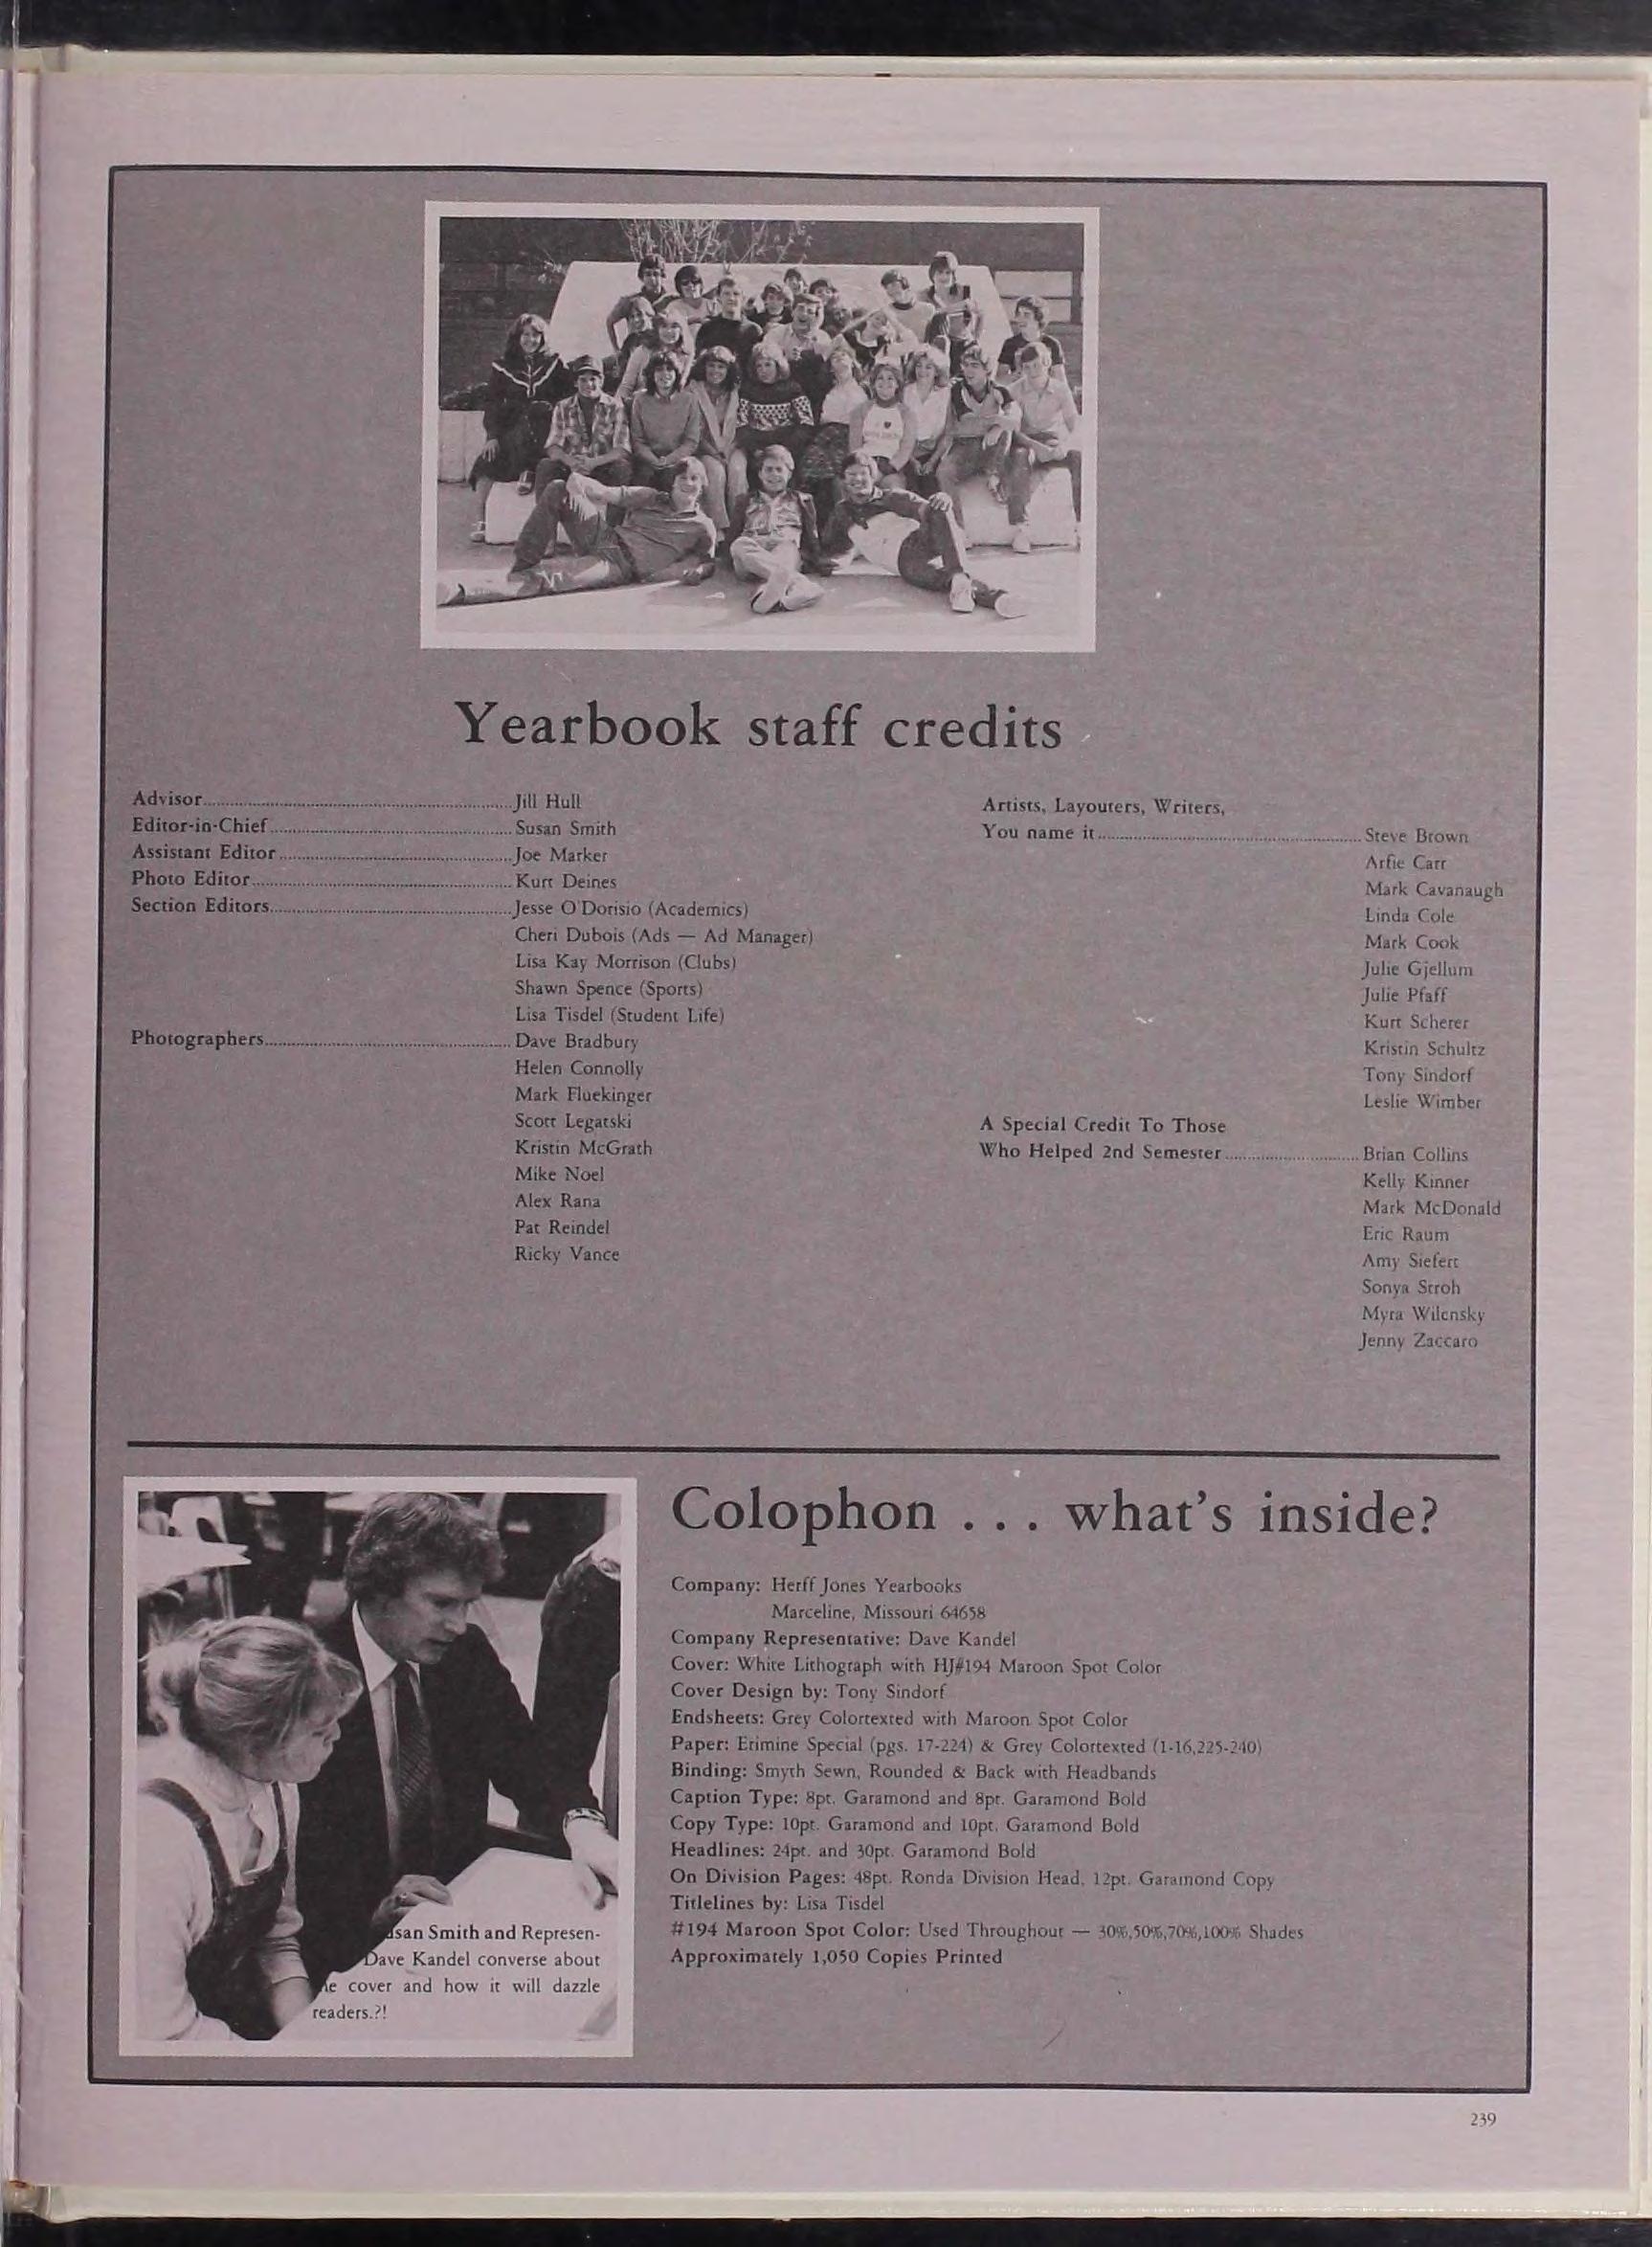 Yearbook staff credits
Advisor..........Jill Hull
Editor-in-Chief..........Susan Smith
Assistant Editor..........Joe Marker
Photo Editor..........Kurt Deines
Section Editors..........Jesse O'Dorisio (Academics)
Cheri Dubois (Ads — Ad Manager)
Lisa Kay Morrison (Clubs)
Shawn Spence (Sports)
Lisa Tisdel (Student Life)
Photographers..........Dave Bradbury
Helen Connolly
Mark Fluekinger
Scott Legatski
Kristin McGrath
Mike Noel
Alex Rana
Pat Reindel
Ricky Vance
Artists, Layouters, Writers,
You name it..........Steve Brown
Arfie Carr
Mark Cavanaugh
Linda Cole
Mark Cook
Julie Gjellum
Julie Pfaff
Kurt Scherer
Kristin Schultz
Tony Sindorf
Leslie Wimber
A Special Credit To Those
Who Helped 2nd Semester..........Brian Collins
Kelly Kinner
Mark McDonald
Eric Raum
Amy Siefert
Sonya Stroh
Myra Wilensky
Jenny Zaccaro
Colophon . . . what's inside?
Company: Herff Jones Yearbooks
Marceline, Missouri 64658
Company Representative: Dave Kandel
Cover: White Lithograph with HJ#194 Maroon Spot Color
Cover Design by: Tony Sindorf
Endsheets: Grey Colortexted with Maroon Spot Color
Paper: Erimine Special (pgs. 17-224) & Grey Colortexted (1-16,225-240)
Binding: Smyth Sewn, Rounded & Back with Headbands
Caption Type: 8pt. Garamond and 8pt. Garamond Bold
Copy Type: 10pt. Garamond and 10pt. Garamond Bold
Headlines: 24pt. and 30pt. Garamond Bold
On Division Pages: 48pt. Ronda Division Head, 12pt. Garamond Copy
Titlelines by: Lisa Tisdel
#194 Maroon Spot Color: Used Throughout — 30%,50%,70%,100% Shades
Approximately 1,050 Copies Printed
Smith and Represen-
Dave Kandel converse about
cover and how it will dazzle
readers.?!
239